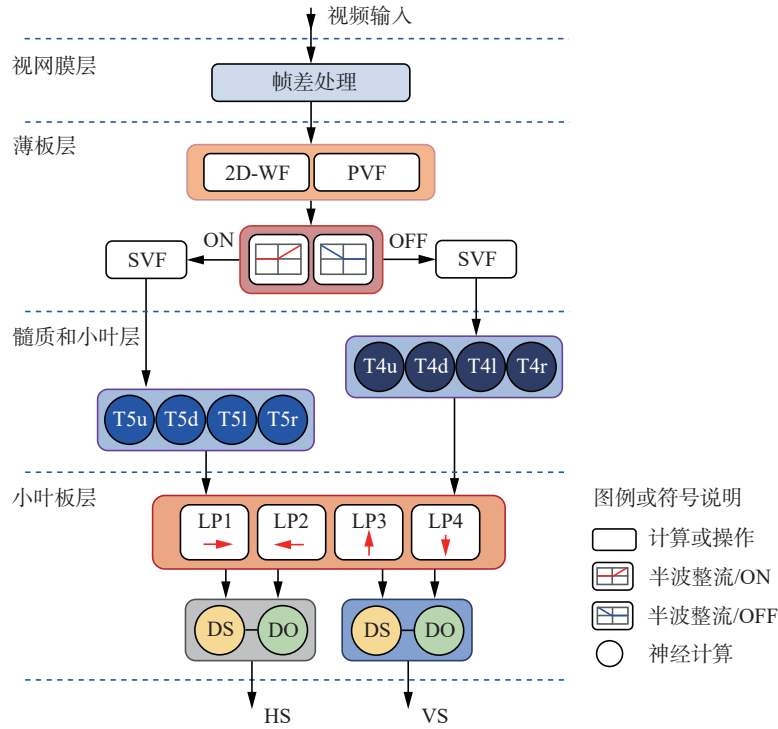 视频输入
视网膜层
帧差处理
薄板层
2D-WF PVF
ON OFF
SVF SVF
髓质和小叶层
T4u T4d T4l T4r
T5u T5d T5l T5r
小叶板层
LP1 LP2 LP3 LP4
DS DO DS DO
HS VS
图例或符号说明
计算或操作
半波整流/ON
半波整流/OFF
神经计算